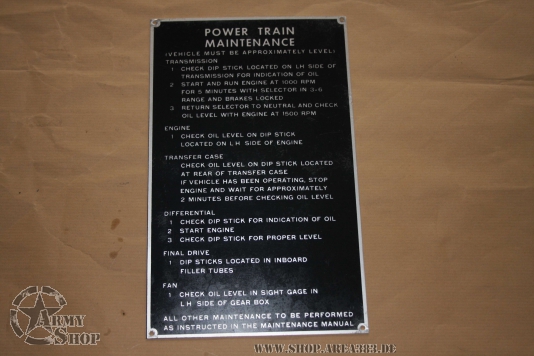 POWER TRAIN
MAINTENANCE
(VEHICLE MUST BE APPROXIMATELY LEVEL)
TRANSMISSION
1 CHECK DIP STICK LOCATED ON LH SIDE OF
TRANSMISSION FOR INDICATION OF OIL
2 START AND RUN ENGINE AT 1000 RPM
FOR 5 MINUTES WITH SELECTOR IN 3-6
RANGE AND BRAKES LOCKED
3 RETURN SELECTOR TO NEUTRAL AND CHECK
OIL LEVEL WITH ENGINE AT 1500 RPM
ENGINE
1 CHECK OIL LEVEL ON DIP STICK
LOCATED ON LH SIDE OF ENGINE
TRANSFER CASE
CHECK OIL LEVEL ON DIP STICK LOCATED
AT REAR OF TRANSFER CASE
IF VEHICLE HAS BEEN OPERATING, STOP
ENGINE AND WAIT FOR APPROXIMATELY
2 MINUTES BEFORE CHECKING OIL LEVEL
DIFFERENTIAL
1 CHECK DIP STICK FOR INDICATION OF OIL
2 START ENGINE
3 CHECK DIP STICK FOR PROPER LEVEL
FINAL DRIVE
1 DIP STICKS LOCATED IN INBOARD
FILLER TUBES
FAN
1 CHECK OIL LEVEL IN SIGHT GAGE IN
LH SIDE OF GEAR BOX
ALL OTHER MAINTENANCE TO BE PERFORMED
AS INSTRUCTED IN THE MAINTENANCE MANUAL
ARMY
SHOP